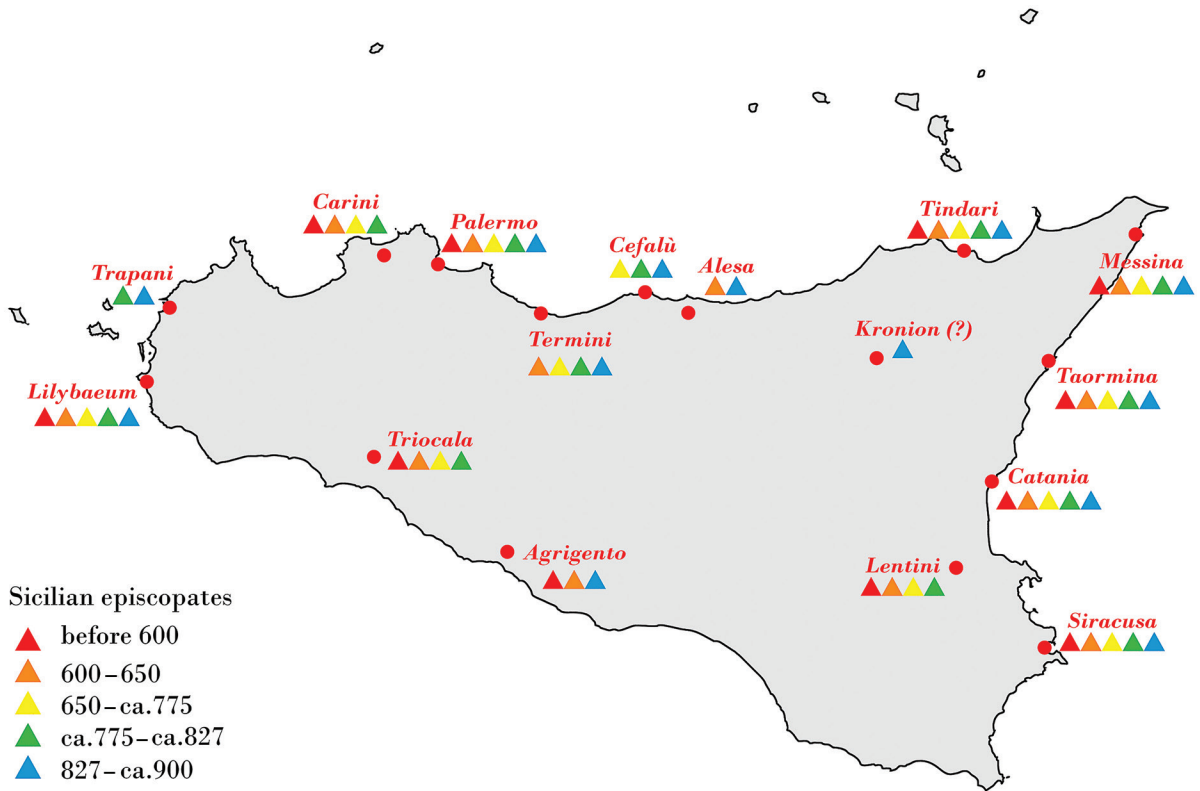 Carini
Palermo
Tindari
Cefalù
Alesa
Trapani
Messina
Kronion (?)
Termini
Taormina
Lilybaeum
Triocala
Catania
Agrigento
Lentini
Siracusa
Sicilian episcopates
before 600
600–650
650–ca.775
ca.775–ca.827
827–ca.900